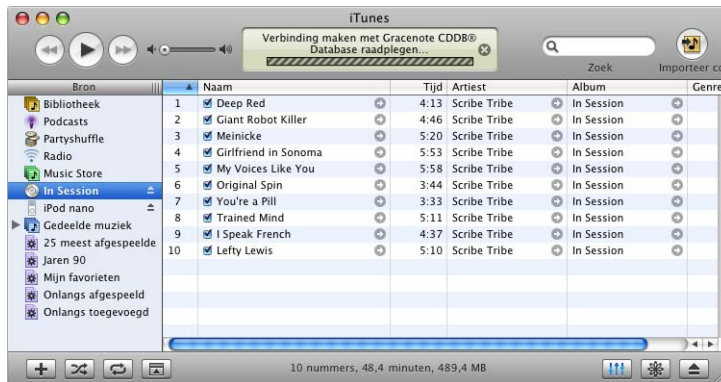 iTunes
Verbinding maken met Gracenote CDDB®
Database raadplegen...
Zoek
Importeer
Bron Naam Tijd Artiest Album Genre
Bibliotheek
Podcasts
Partyshuffle
Radio
Music Store
In Session
iPod nano
Gedeelde muziek
25 meest afgespeelde
Jaren 90
Mijn favorieten
Onlangs afgespeeld
Onlangs toegevoegd
1 Deep Red 4:13 Scribe Tribe In Session
2 Giant Robot Killer 4:46 Scribe Tribe In Session
3 Meinicke 5:20 Scribe Tribe In Session
4 Girlfriend in Sonoma 5:53 Scribe Tribe In Session
5 My Voices Like You 5:58 Scribe Tribe In Session
6 Original Spin 3:44 Scribe Tribe In Session
7 You're a Pill 3:33 Scribe Tribe In Session
8 Trained Mind 5:11 Scribe Tribe In Session
9 I Speak French 4:37 Scribe Tribe In Session
10 Lefty Lewis 5:10 Scribe Tribe In Session
10 nummers, 48,4 minuten, 489,4 MB